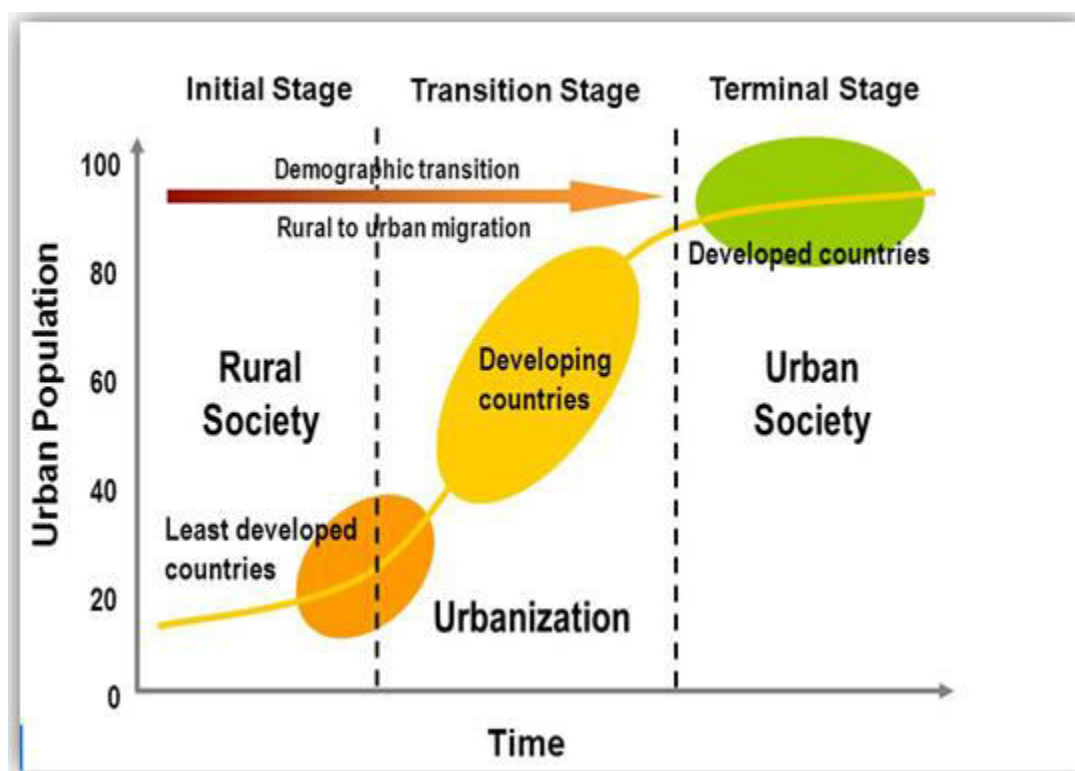 Initial Stage
Transition Stage
Terminal Stage
100
80
60
40
20
0
Urban Population
Demographic transition
Rural to urban migration
Developed countries
Rural
Society
Developing
countries
Urban
Society
Least developed
countries
Urbanization
Time